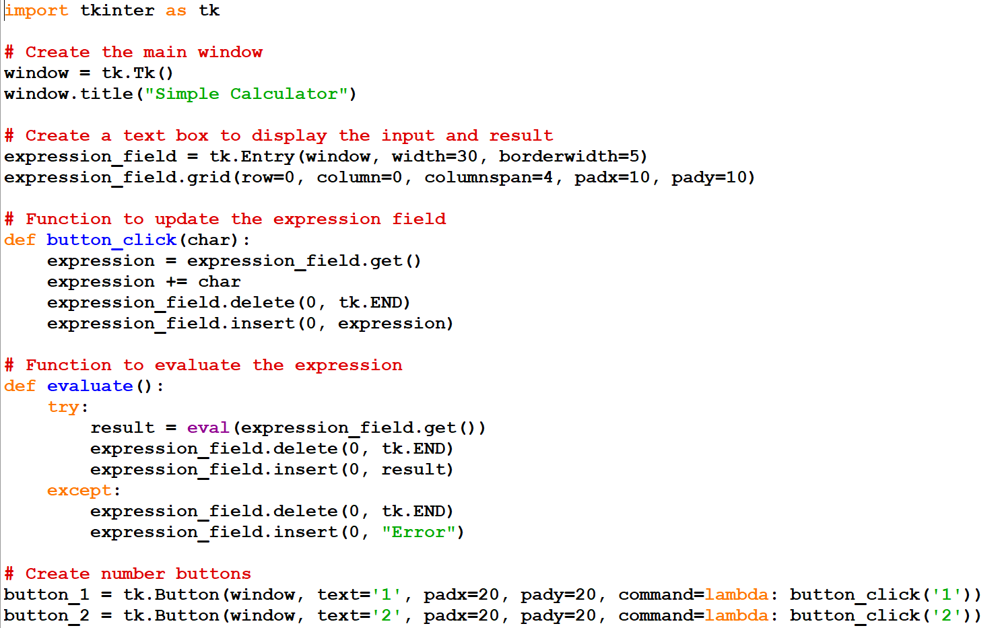 import tkinter as tk
# Create the main window
window = tk.Tk()
window.title("Simple Calculator")
# Create a text box to display the input and result
expression_field = tk.Entry(window, width=30, borderwidth=5)
expression_field.grid(row=0, column=0, columnspan=4, padx=10, pady=10)
# Function to update the expression field
def button_click(char):
    expression = expression_field.get()
    expression += char
    expression_field.delete(0, tk.END)
    expression_field.insert(0, expression)
# Function to evaluate the expression
def evaluate():
    try:
        result = eval(expression_field.get())
        expression_field.delete(0, tk.END)
        expression_field.insert(0, result)
    except:
        expression_field.delete(0, tk.END)
        expression_field.insert(0, "Error")
# Create number buttons
button_1 = tk.Button(window, text='1', padx=20, pady=20, command=lambda: button_click('1'))
button_2 = tk.Button(window, text='2', padx=20, pady=20, command=lambda: button_click('2'))